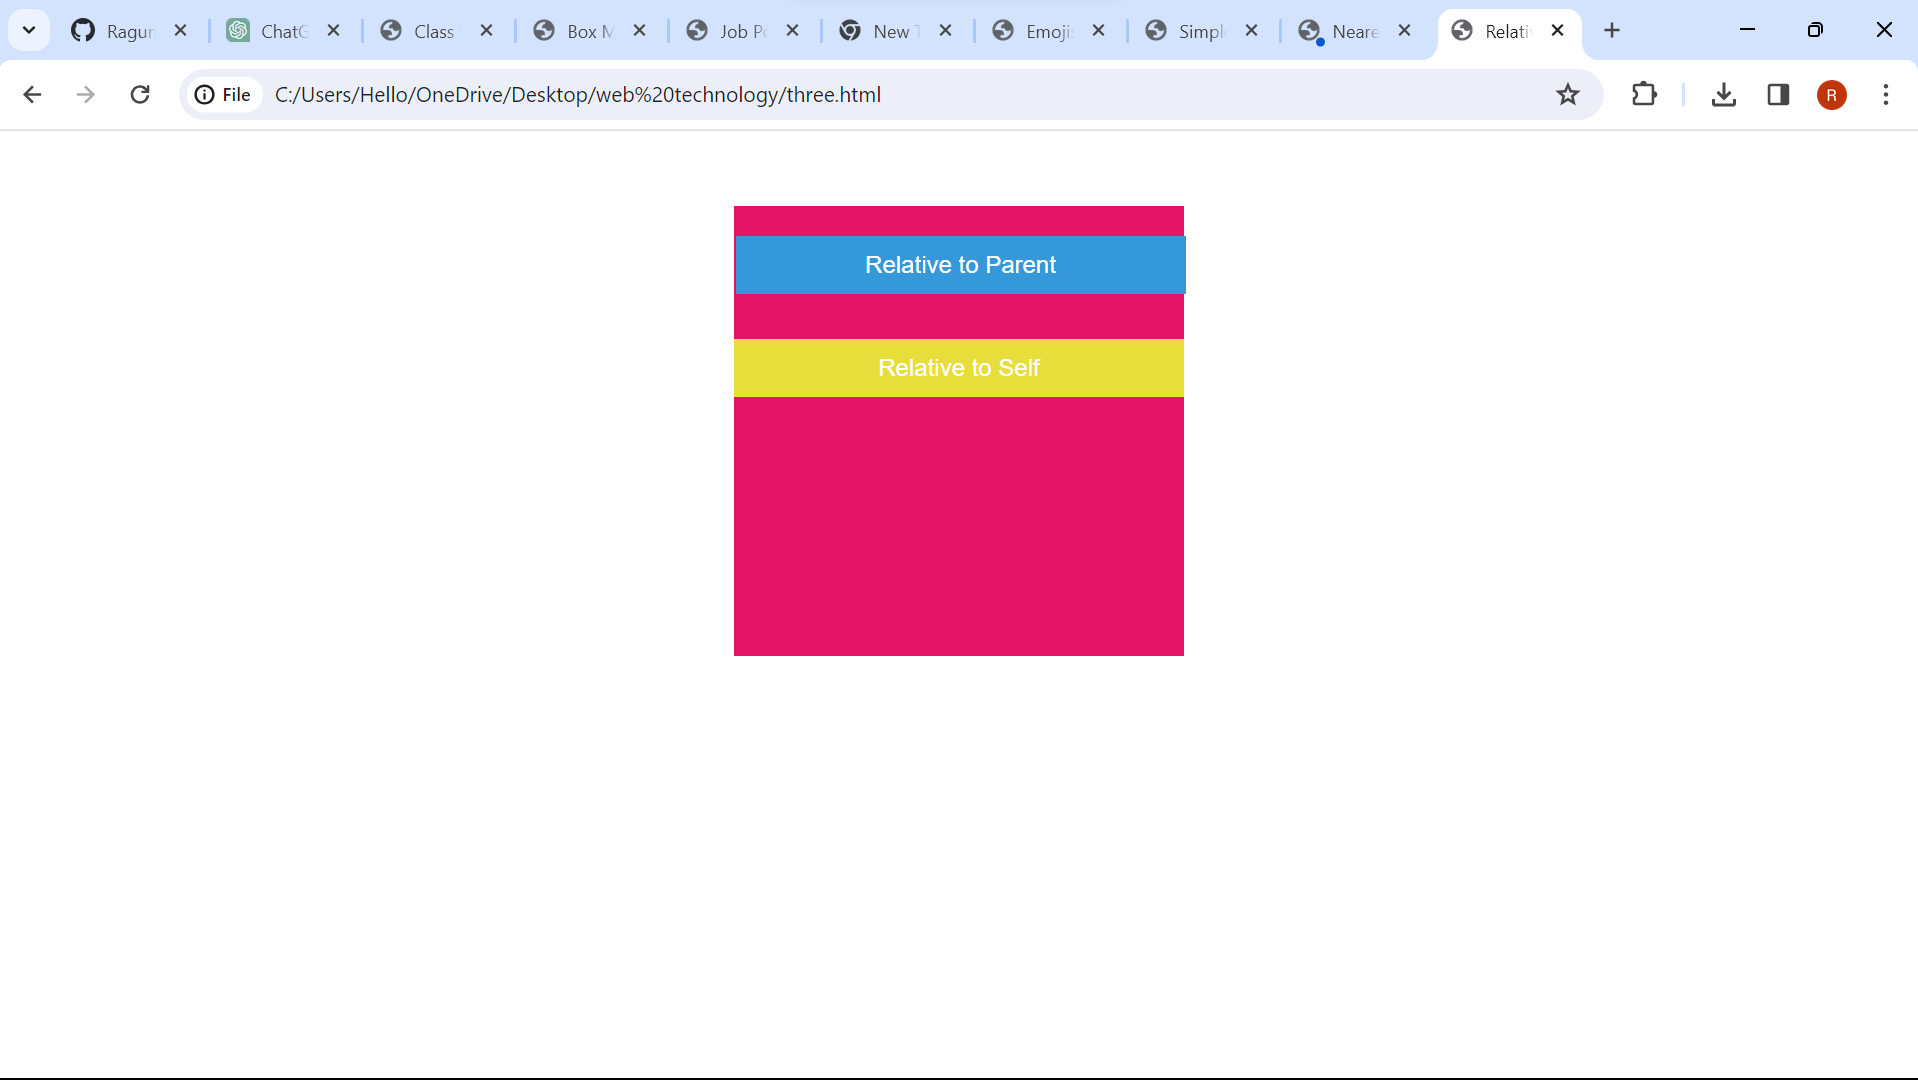 Ragun
ChatG
Class
Box M
Job Po
New T
Emoji
Simpl
Neare
Relati
File
C:/Users/Hello/OneDrive/Desktop/web%20technology/three.html
R
Relative to Parent
Relative to Self